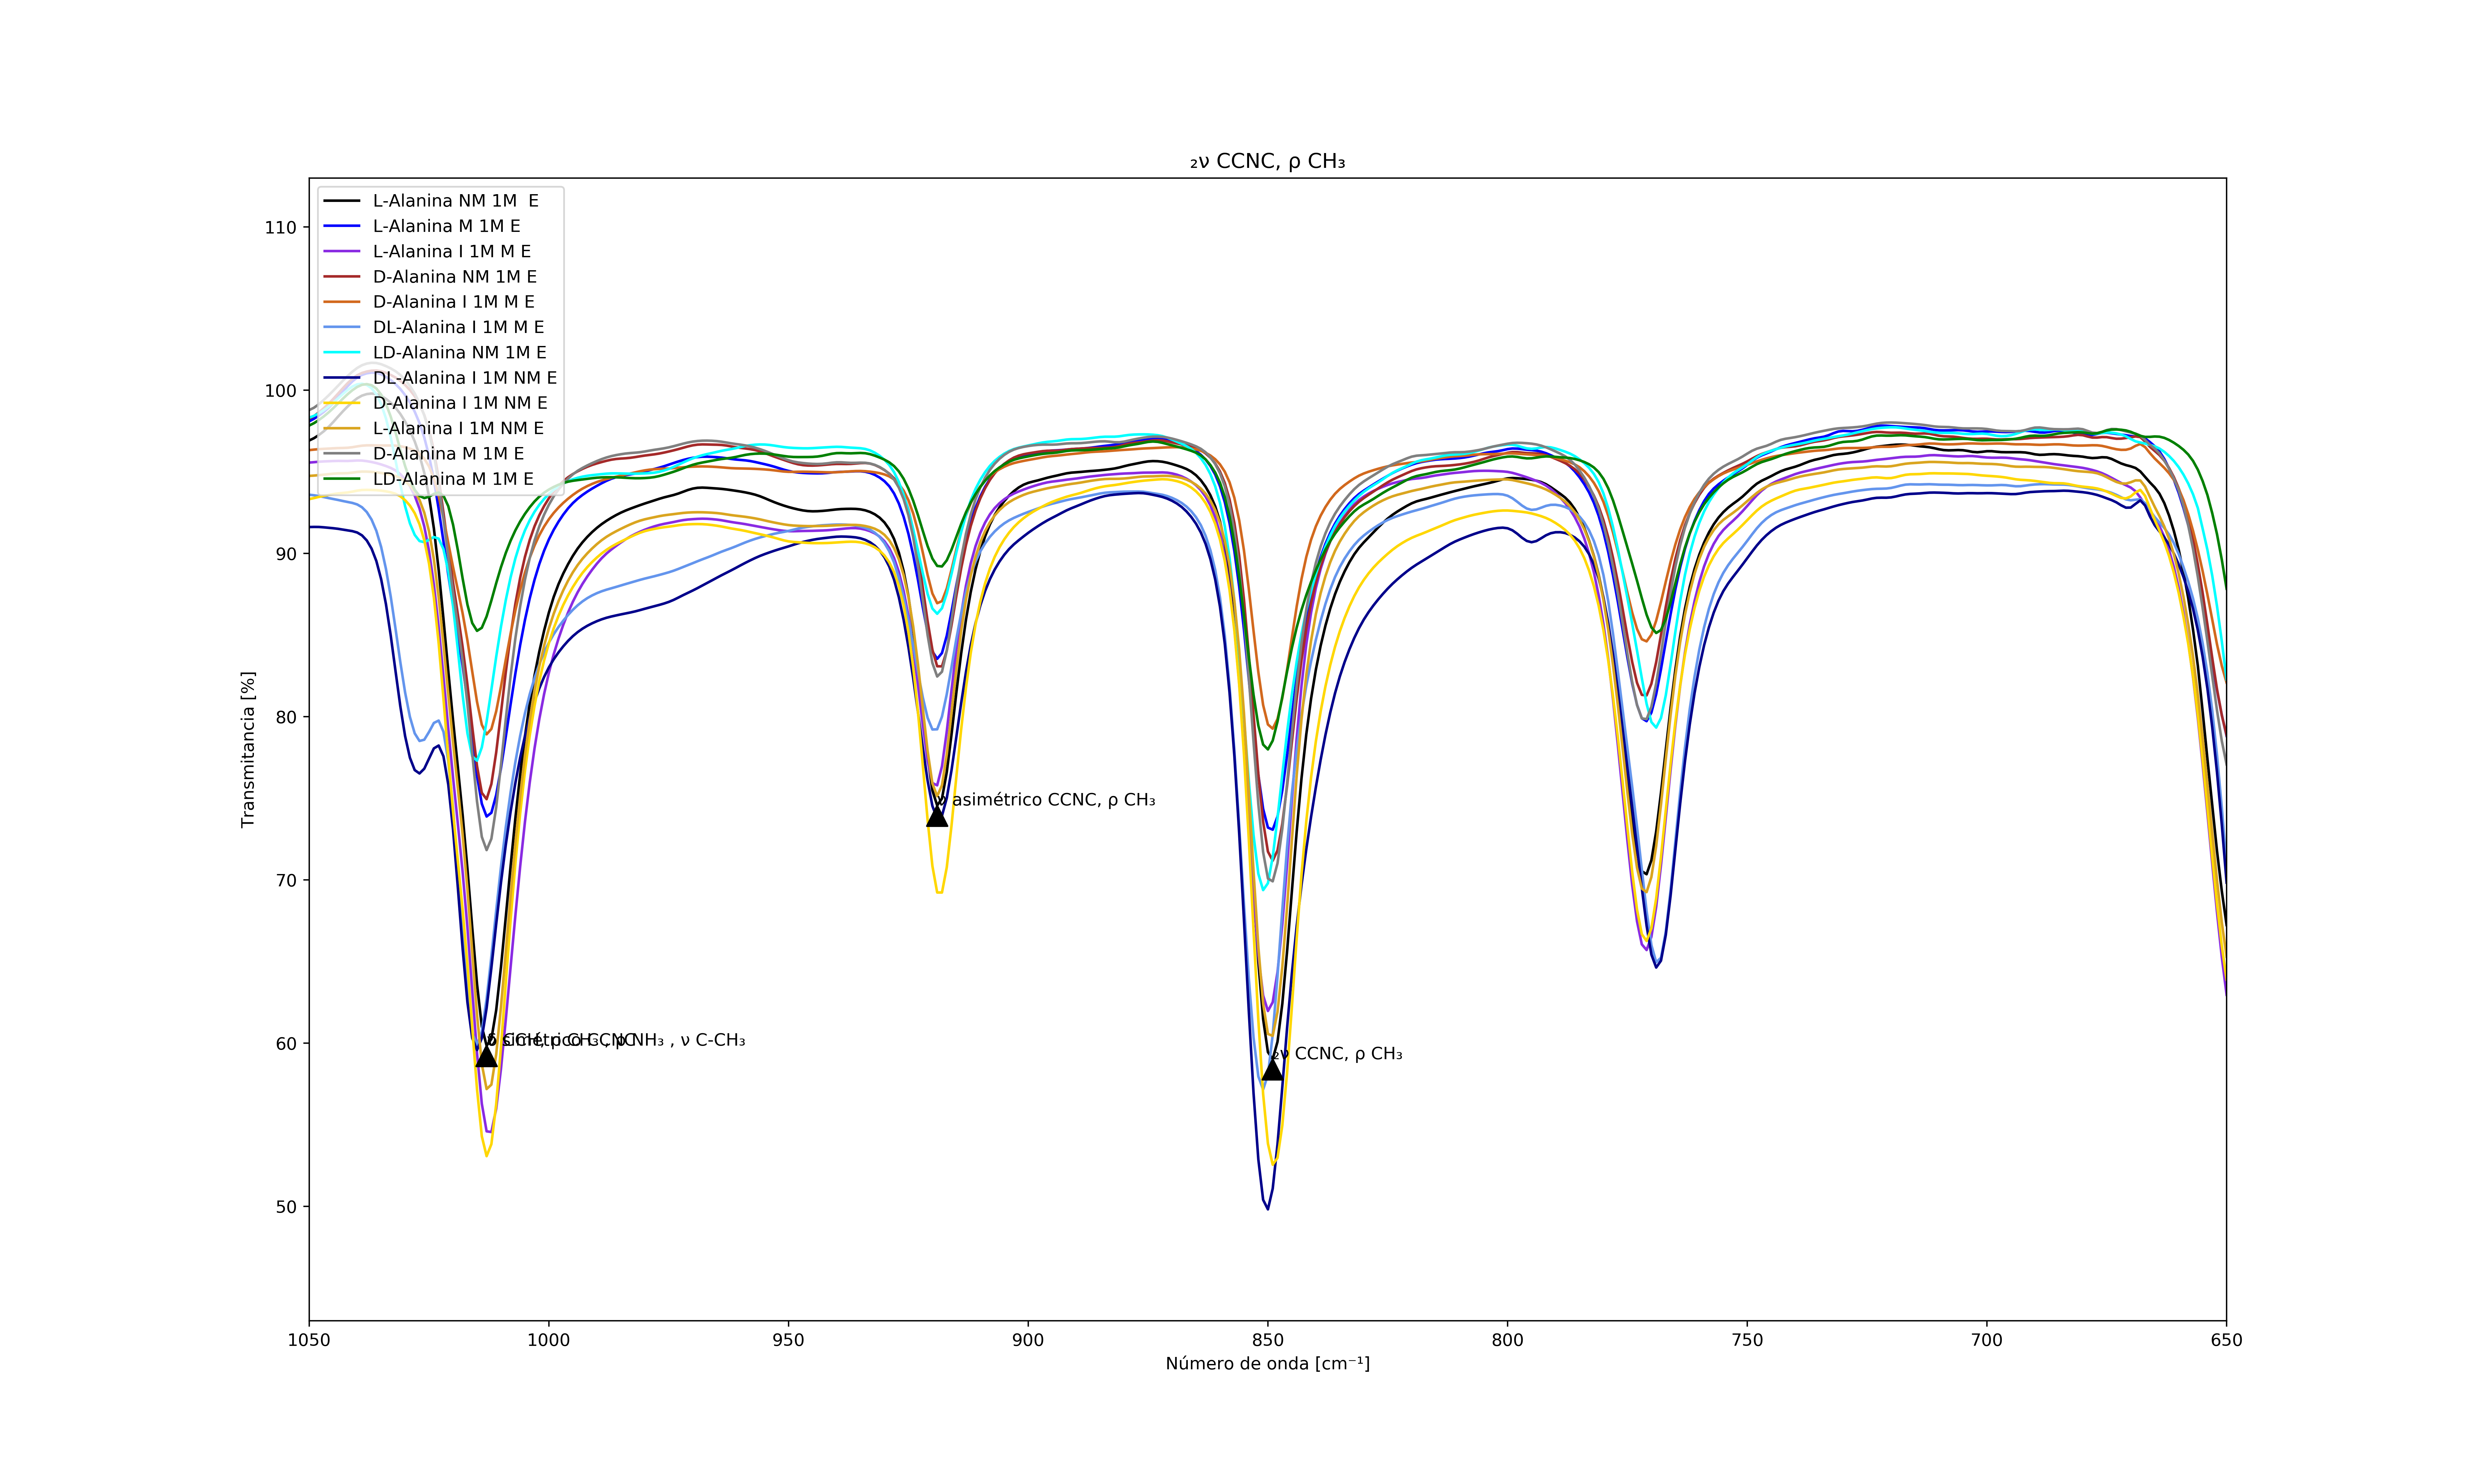 ₂ν CCNC, ρ CH₃
L-Alanina NM 1M  E
L-Alanina M 1M E
L-Alanina I 1M M E
D-Alanina NM 1M E
D-Alanina I 1M M E
DL-Alanina I 1M M E
LD-Alanina NM 1M E
DL-Alanina I 1M NM E
D-Alanina I 1M NM E
L-Alanina I 1M NM E
D-Alanina M 1M E
LD-Alanina M 1M E
110
100
90
80
70
60
50
Transmitancia [%]
ν asimétrico CCNC, ρ CH₃
NH₃ , ν C-CH₃
₂ν CCNC, ρ CH₃
1050
1000
950
900
850
800
750
700
650
Número de onda [cm⁻¹]